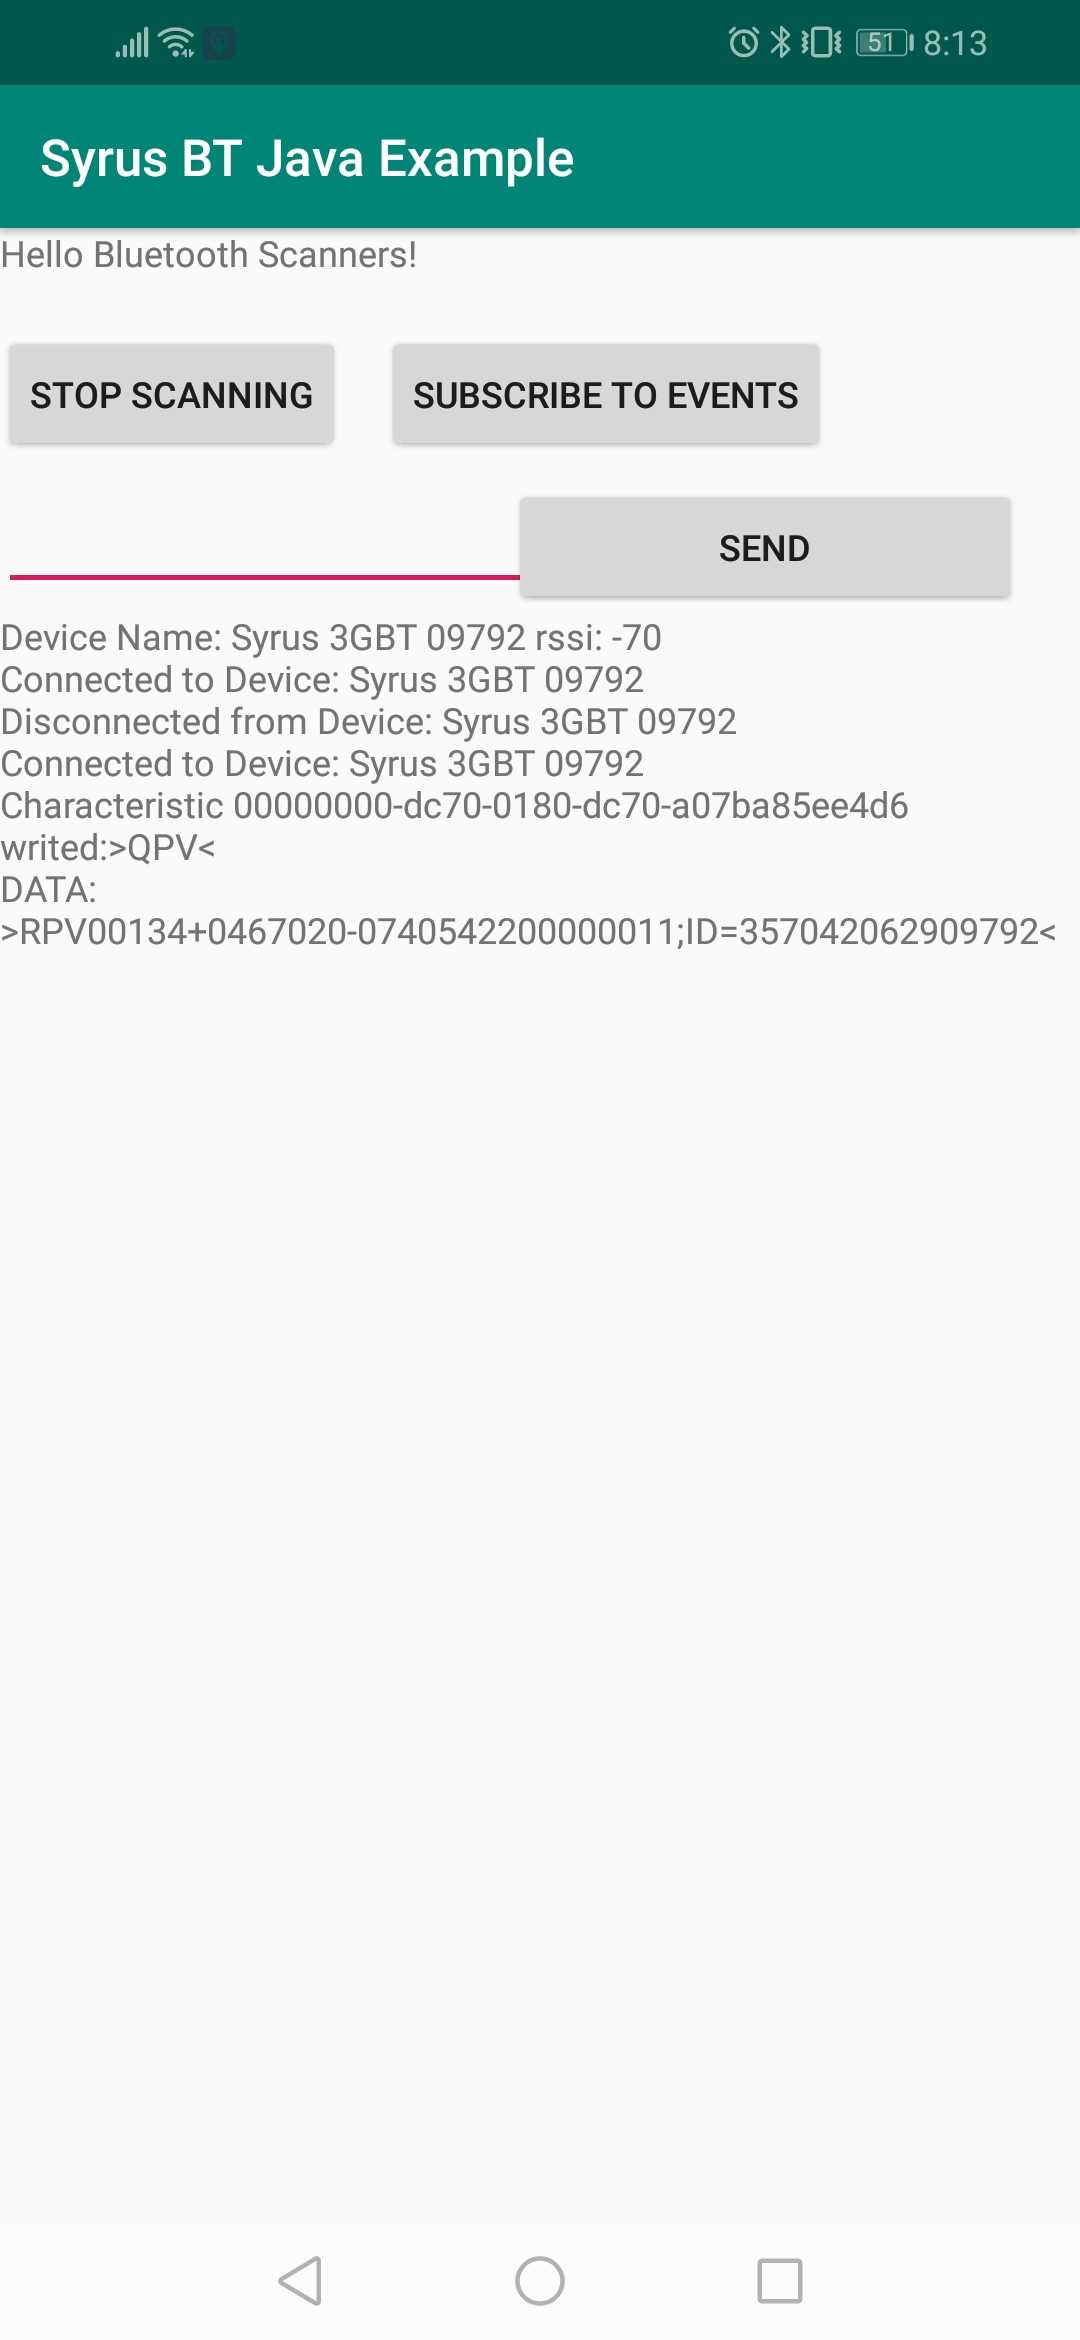 51 8:13
Syrus BT Java Example
Hello Bluetooth Scanners!
STOP SCANNING SUBSCRIBE TO EVENTS
SEND
Device Name: Syrus 3GBT 09792 rssi: -70
Connected to Device: Syrus 3GBT 09792
Disconnected from Device: Syrus 3GBT 09792
Connected to Device: Syrus 3GBT 09792
Characteristic 00000000-dc70-0180-dc70-a07ba85ee4d6
writed:>QPV<
DATA:
>RPV00134+0467020-0740542200000011;ID=357042062909792<